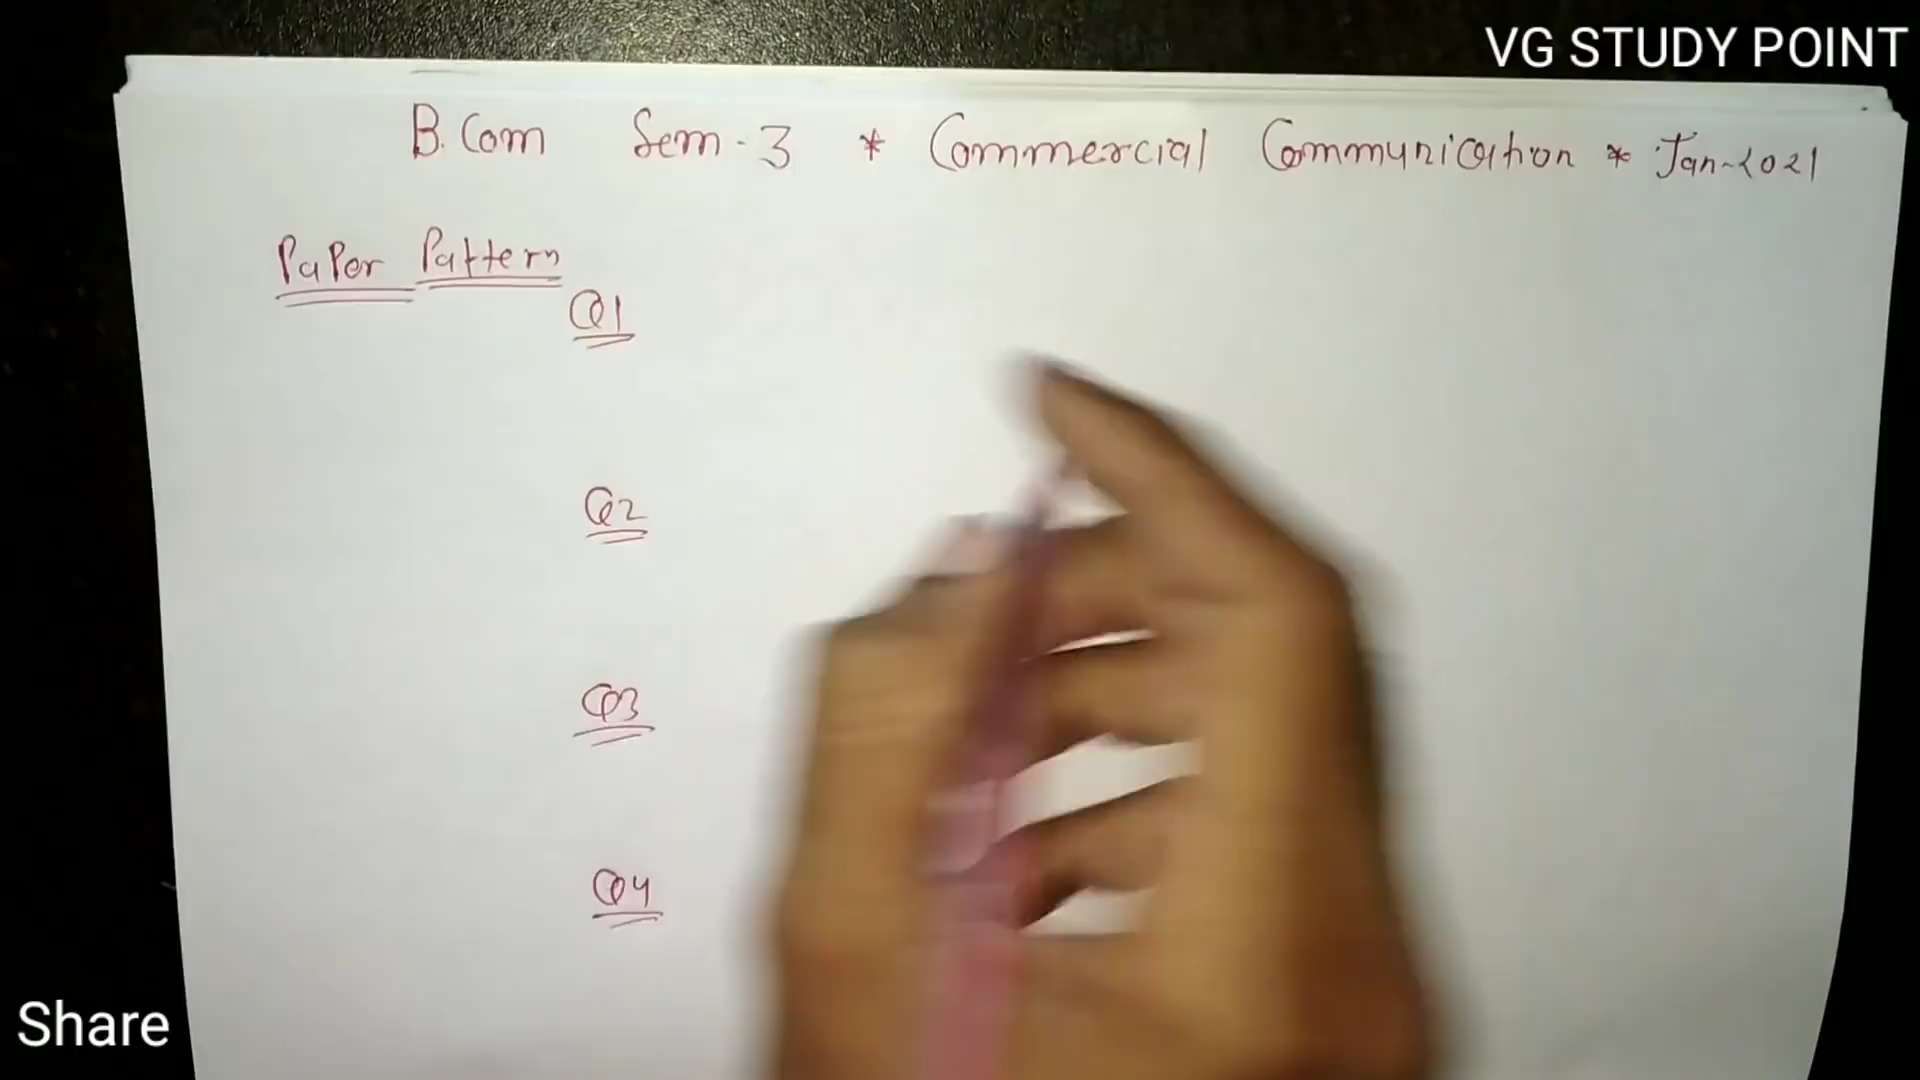 VG STUDY POINT
B.Com Sem-3 * Commercial Communication * Jan-2021
Paper Pattern
Q1
Q2
Q3
Q4
Share